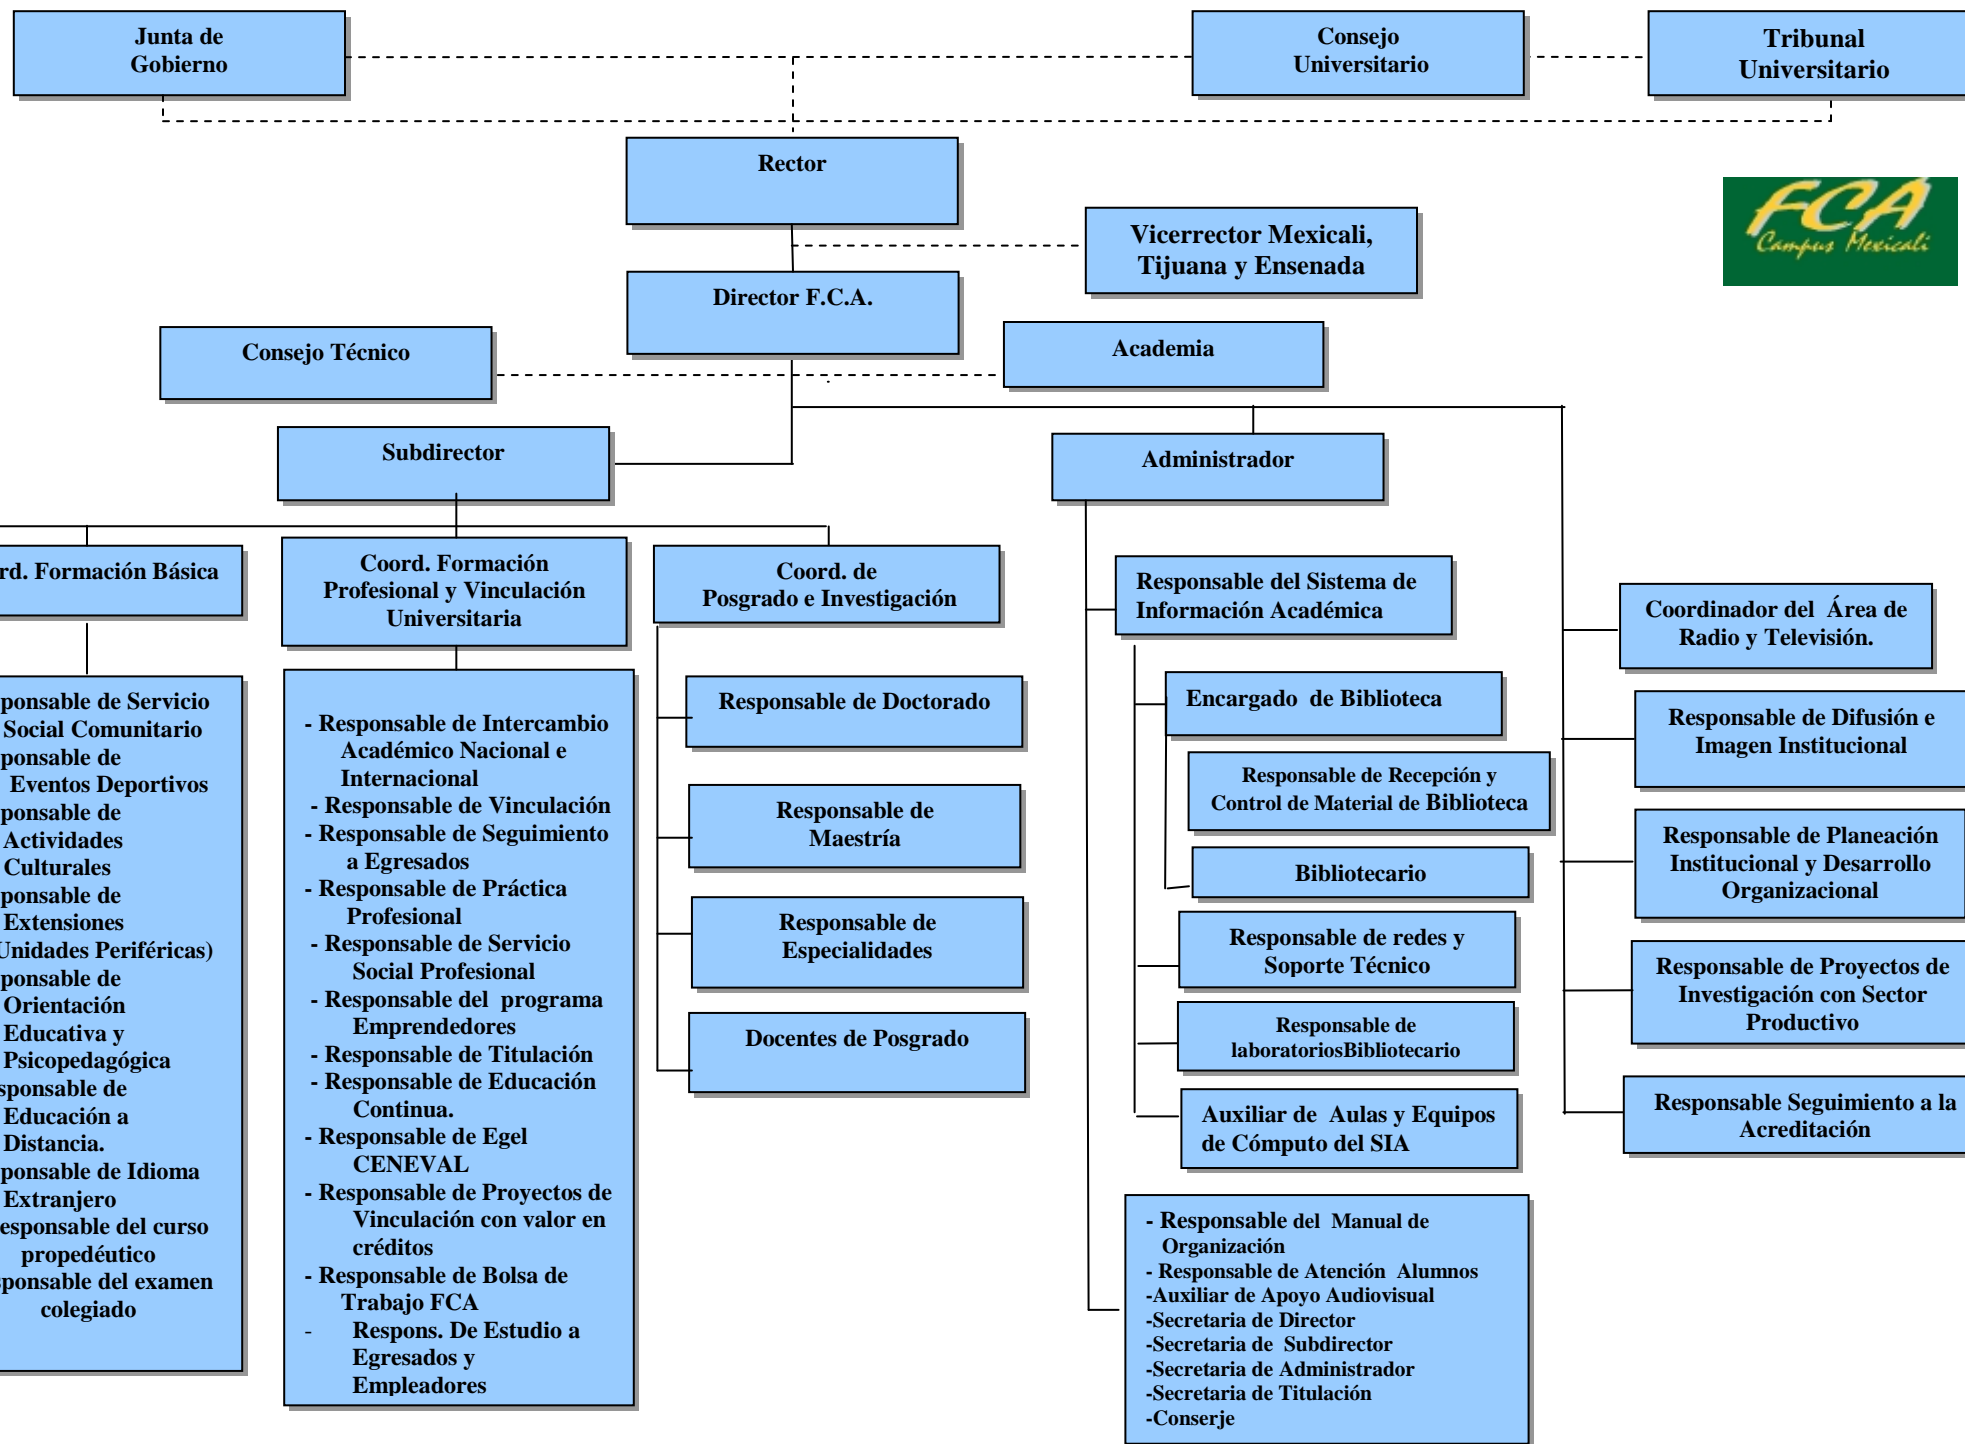 Junta de
Gobierno
Consejo
Universitario
Tribunal
Universitario
Rector
FCA
Campus Mexicali
Vicerrector Mexicali,
Tijuana y Ensenada
Director F.C.A.
Consejo Técnico
Academia
Subdirector
Administrador
rd. Formación Básica
ponsable de Servicio
Social Comunitario
ponsable de
Eventos Deportivos
ponsable de
Actividades
Culturales
ponsable de
Extensiones
Unidades Periféricas)
ponsable de
Orientación
Educativa y
Psicopedagógica
sponsable de
Educación a
Distancia.
ponsable de Idioma
Extranjero
esponsable del curso
propedéutico
sponsable del examen
colegiado
Coord. Formación
Profesional y Vinculación
Universitaria
- Responsable de Intercambio
Académico Nacional e
Internacional
- Responsable de Vinculación
- Responsable de Seguimiento
a Egresados
- Responsable de Práctica
Profesional
- Responsable de Servicio
Social Profesional
- Responsable del programa
Emprendedores
- Responsable de Titulación
- Responsable de Educación
Continua.
- Responsable de Egel
CENEVAL
- Responsable de Proyectos de
Vinculación con valor en
créditos
- Responsable de Bolsa de
Trabajo FCA
- Respons. De Estudio a
Egresados y
Empleadores
Coord. de
Posgrado e Investigación
Responsable de Doctorado
Responsable de
Maestría
Responsable de
Especialidades
Docentes de Posgrado
Responsable del Sistema de
Información Académica
Encargado de Biblioteca
Responsable de Recepción y
Control de Material de Biblioteca
Bibliotecario
Responsable de redes y
Soporte Técnico
Responsable de
laboratoriosBibliotecario
Auxiliar de Aulas y Equipos
de Cómputo del SIA
- Responsable del Manual de
Organización
- Responsable de Atención Alumnos
-Auxiliar de Apoyo Audiovisual
-Secretaria de Director
-Secretaria de Subdirector
-Secretaria de Administrador
-Secretaria de Titulación
-Conserje
Coordinador del Área de
Radio y Televisión.
Responsable de Difusión e
Imagen Institucional
Responsable de Planeación
Institucional y Desarrollo
Organizacional
Responsable de Proyectos de
Investigación con Sector
Productivo
Responsable Seguimiento a la
Acreditación